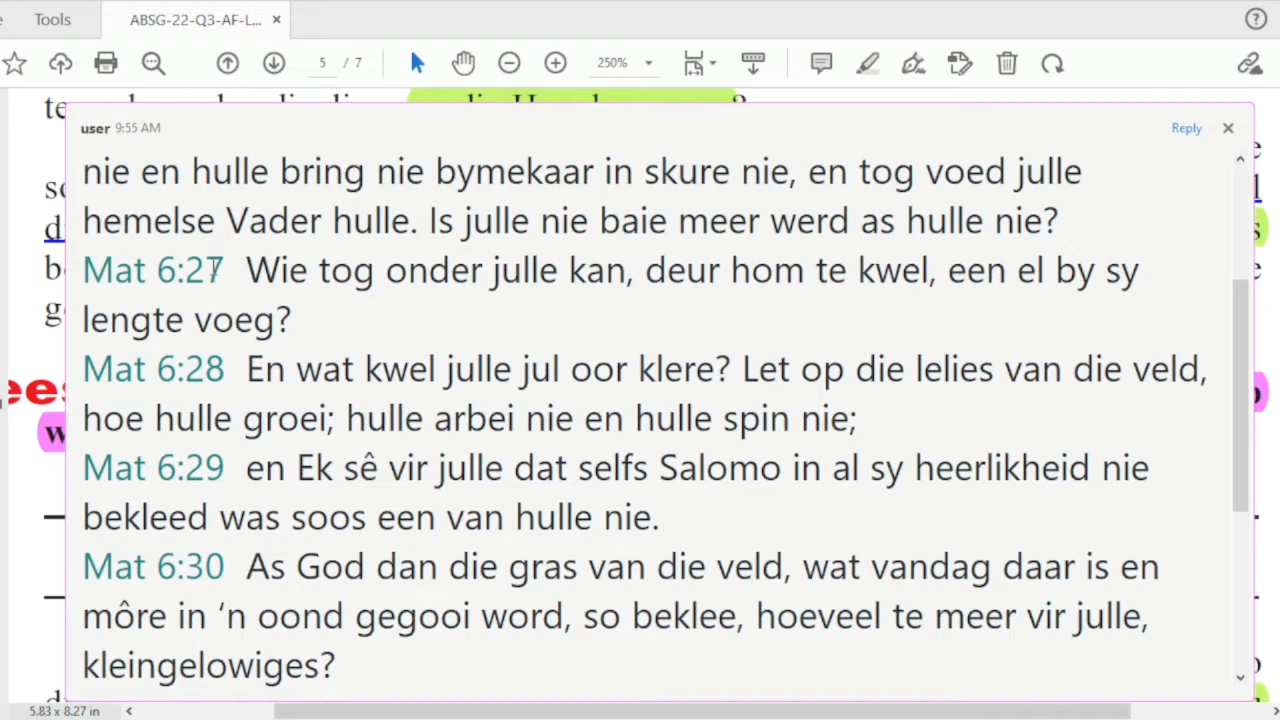 Tools
ABSG-22-Q3-AF-L...
5 / 7
250%
user 9:55 AM
Reply
nie en hulle bring nie bymekaar in skure nie, en tog voed julle
hemelse Vader hulle. Is julle nie baie meer werd as hulle nie?
Mat 6:27 Wie tog onder julle kan, deur hom te kwel, een el by sy
lengte voeg?
Mat 6:28 En wat kwel julle jul oor klere? Let op die lelies van die veld,
hoe hulle groei; hulle arbei nie en hulle spin nie;
Mat 6:29 en Ek sê vir julle dat selfs Salomo in al sy heerlikheid nie
bekleed was soos een van hulle nie.
Mat 6:30 As God dan die gras van die veld, wat vandag daar is en
môre in ‘n oond gegooi word, so beklee, hoeveel te meer vir julle,
kleingelowiges?
5.83 x 8.27 in